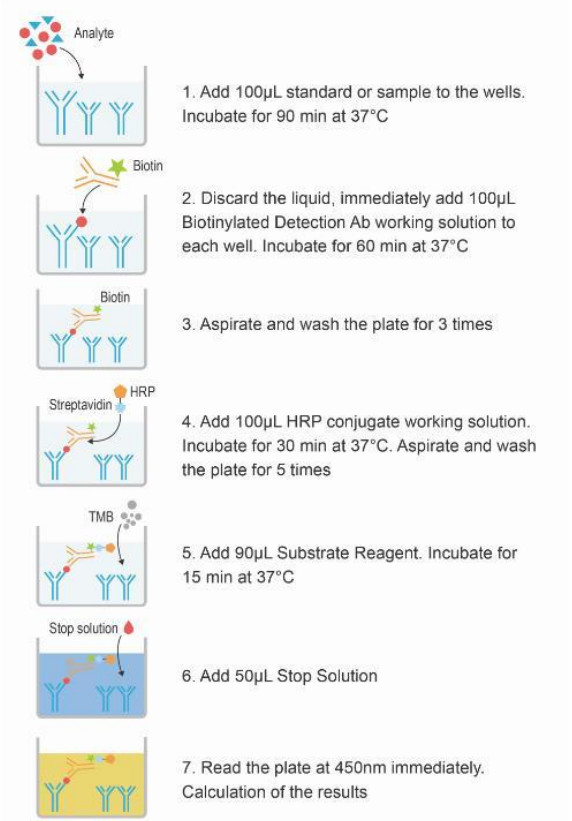 Analyte
1. Add 100µL standard or sample to the wells.
Incubate for 90 min at 37°C
Biotin
2. Discard the liquid, immediately add 100µL
Biotinylated Detection Ab working solution to
each well. Incubate for 60 min at 37°C
Biotin
3. Aspirate and wash the plate for 3 times
HRP
Streptavidin
4. Add 100µL HRP conjugate working solution.
Incubate for 30 min at 37°C. Aspirate and wash
the plate for 5 times
TMB
5. Add 90µL Substrate Reagent. Incubate for
15 min at 37°C
Stop solution
6. Add 50µL Stop Solution
7. Read the plate at 450nm immediately.
Calculation of the results